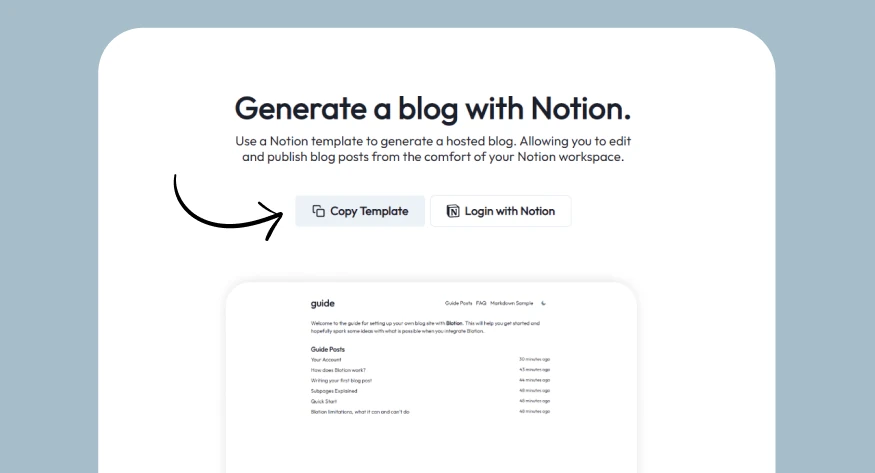 Generate a blog with Notion.
Use a Notion template to generate a hosted blog. Allowing you to edit
and publish blog posts from the comfort of your Notion workspace.
Copy Template Login with Notion
guide Guide Posts FAQ Markdown Sample
Welcome to the guide for setting up your own blog site with Blotion. This will help you get started and
hopefully spark some ideas with what is possible when you integrate Blotion.
Guide Posts
Your Account 30 minutes ago
How does Blotion work? 43 minutes ago
Writing your first blog post 44 minutes ago
Subpages Explained 48 minutes ago
Quick Start 48 minutes ago
Blotion limitations, what it can and can't do 48 minutes ago